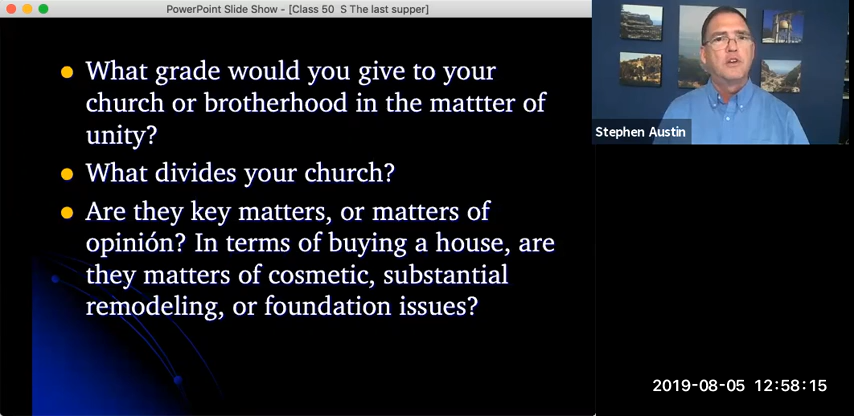 PowerPoint Slide Show - [Class 50 S The last supper]
What grade would you give to your
church or brotherhood in the mattter of
unity?
What divides your church?
Are they key matters, or matters of
opinión? In terms of buying a house, are
they matters of cosmetic, substantial
remodeling, or foundation issues?
Stephen Austin
2019-08-05 12:58:15